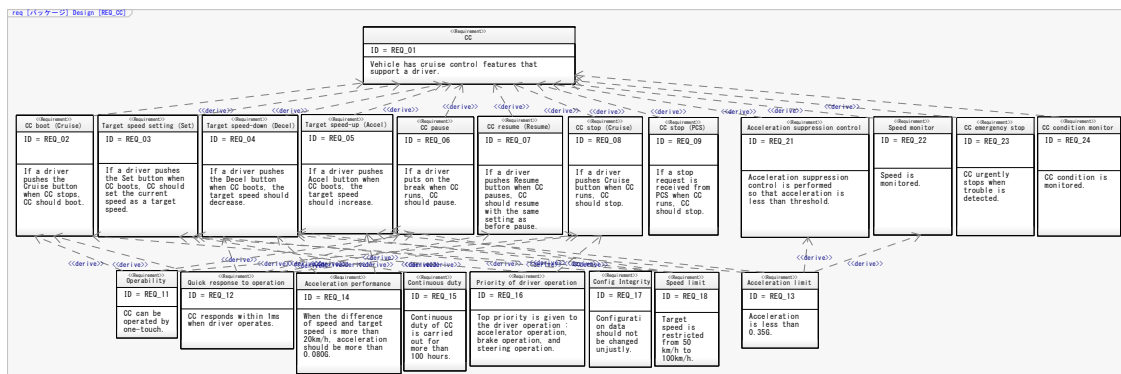 req [パッケージ] Design [REQ_CC]
<<Requirement>>
CC
ID = REQ_01
Vehicle has cruise control features that
support a driver.
<<derive>>
<<derive>>
<<derive>>
<<derive>>
<<derive>>
<<derive>>
<<derive>>
<<derive>>
<<derive>>
<<derive>>
<<Requirement>>
CC boot (Cruise)
ID = REQ_02
If a driver
pushes the
Cruise button
when CC stops,
CC should boot.
<<Requirement>>
Target speed setting (Set)
ID = REQ_03
If a driver pushes
the Set button when
CC boots, CC should
set the current
speed as a target
speed.
<<Requirement>>
Target speed-down (Decel)
ID = REQ_04
If a driver pushes
the Decel button
when CC boots, the
target speed should
decrease.
<<Requirement>>
Target speed-up (Accel)
ID = REQ_05
If a driver
pushes the
Accel button when
CC boots, the
target speed
should increase.
<<Requirement>>
CC pause
ID = REQ_06
If a driver
puts on the
break when CC
runs, CC
should pause.
<<Requirement>>
CC resume (Resume)
ID = REQ_07
If a driver
pushes Resume
button when CC
pauses, CC
should resume
with the same
setting as
before pause.
<<Requirement>>
CC stop (Cruise)
ID = REQ_08
If a driver
pushes Cruise
button when CC
runs, CC
should stop.
<<Requirement>>
CC stop (PCS)
ID = REQ_09
If a stop
request is
received from
PCS when CC
runs, CC
should stop.
<<Requirement>>
Acceleration suppression control
ID = REQ_21
Acceleration suppression
control is performed
so that acceleration is
less than threshold.
<<Requirement>>
Speed monitor
ID = REQ_22
Speed is
monitored.
<<Requirement>>
CC emergency stop
ID = REQ_23
CC urgently
stops when
trouble is
detected.
<<Requirement>>
CC condition monitor
ID = REQ_24
CC condition is
monitored.
<<derive>>
<<derive>>
<<derive>>
<<derive>>
<<derive>>
<<derive>>
<<derive>>
<<derive>>
<<Requirement>>
Operability
ID = REQ_11
CC can be
operated by
one-touch.
<<Requirement>>
Quick response to operation
ID = REQ_12
CC responds within 1ms
when driver operates.
<<Requirement>>
Acceleration performance
ID = REQ_14
When the difference
of speed and target
speed is more than
20km/h, acceleration
should be more than
0.080G.
<<Requirement>>
Continuous duty
ID = REQ_15
Continuous
duty of CC
is carried
out for
more than
100 hours.
<<Requirement>>
Priority of driver operation
ID = REQ_16
Top priority is given to
the driver operation :
accelerator operation,
brake operation, and
steering operation.
<<Requirement>>
Config Integrity
ID = REQ_17
Configurati
on data
should not
be changed
unjustly.
<<Requirement>>
Speed limit
ID = REQ_18
Target
speed is
restricted
from 50
km/h to
100km/h.
<<Requirement>>
Acceleration limit
ID = REQ_13
Acceleration
is less than
0.35G.